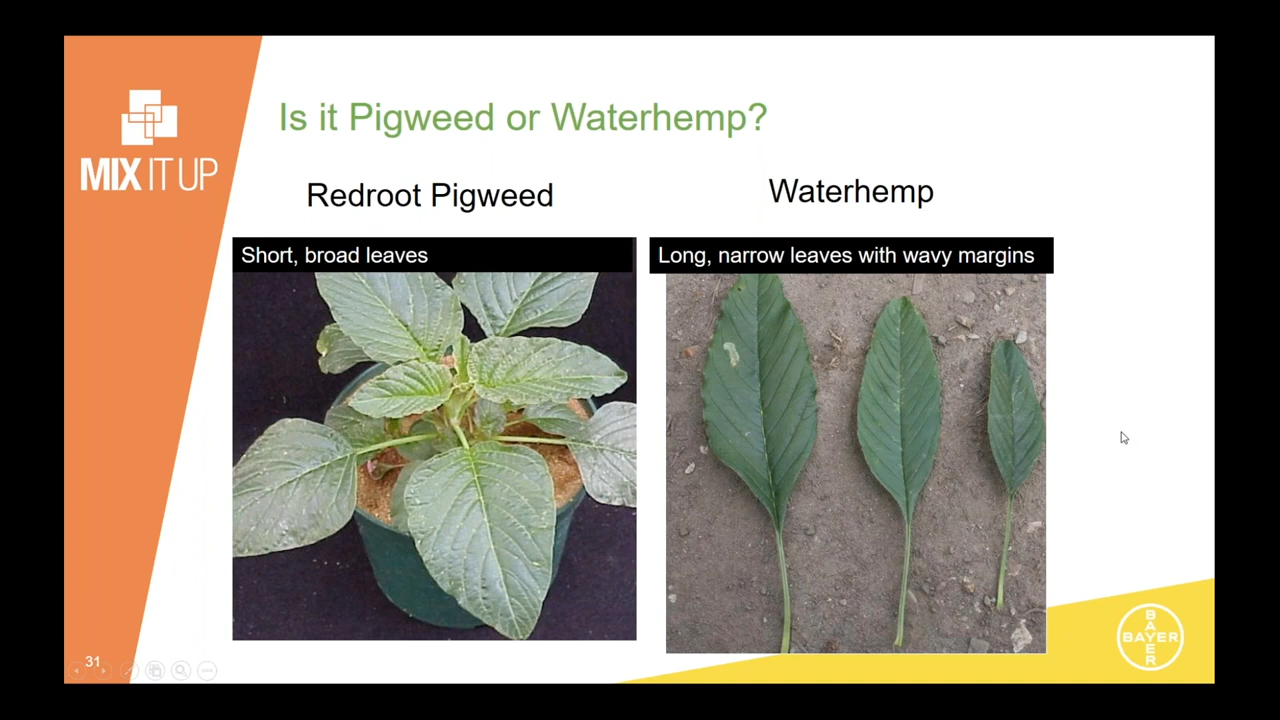 Is it Pigweed or Waterhemp?
MIX IT UP
Redroot Pigweed
Waterhemp
Short, broad leaves
Long, narrow leaves with wavy margins
31
BAYER
BAYER